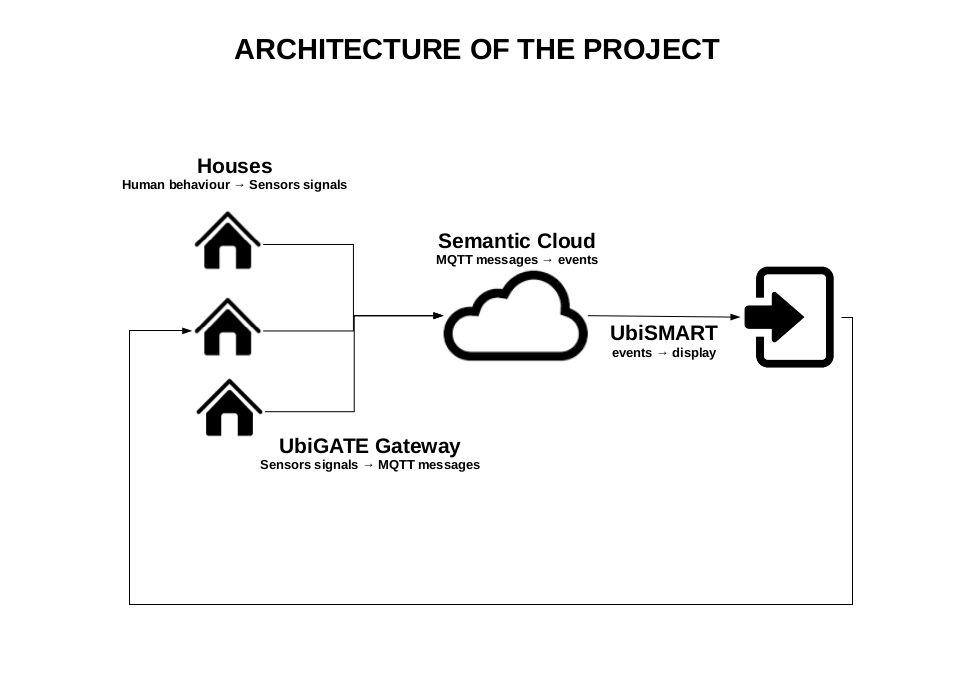 ARCHITECTURE OF THE PROJECT
Houses
Human behaviour → Sensors signals
Semantic Cloud
MQTT messages → events
UbiSMART
events → display
UbiGATE Gateway
Sensors signals → MQTT messages